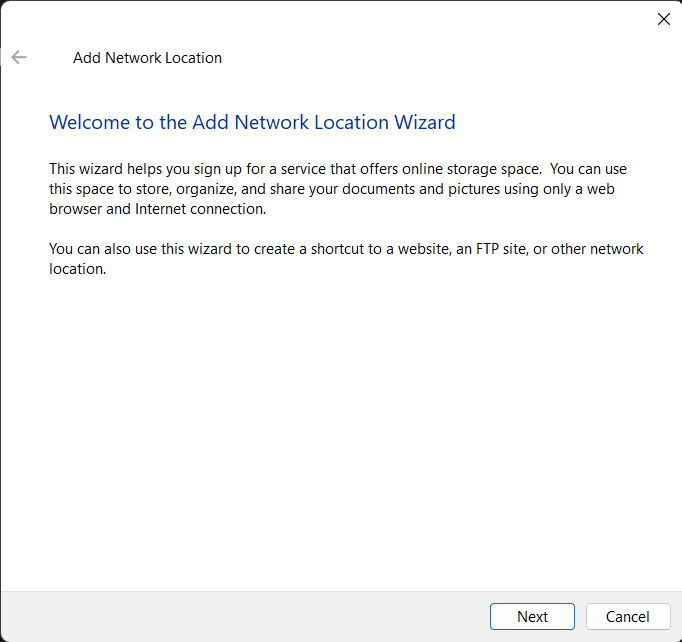 Add Network Location
Welcome to the Add Network Location Wizard
This wizard helps you sign up for a service that offers online storage space.  You can use
this space to store, organize, and share your documents and pictures using only a web
browser and Internet connection.
You can also use this wizard to create a shortcut to a website, an FTP site, or other network
location.
Next
Cancel